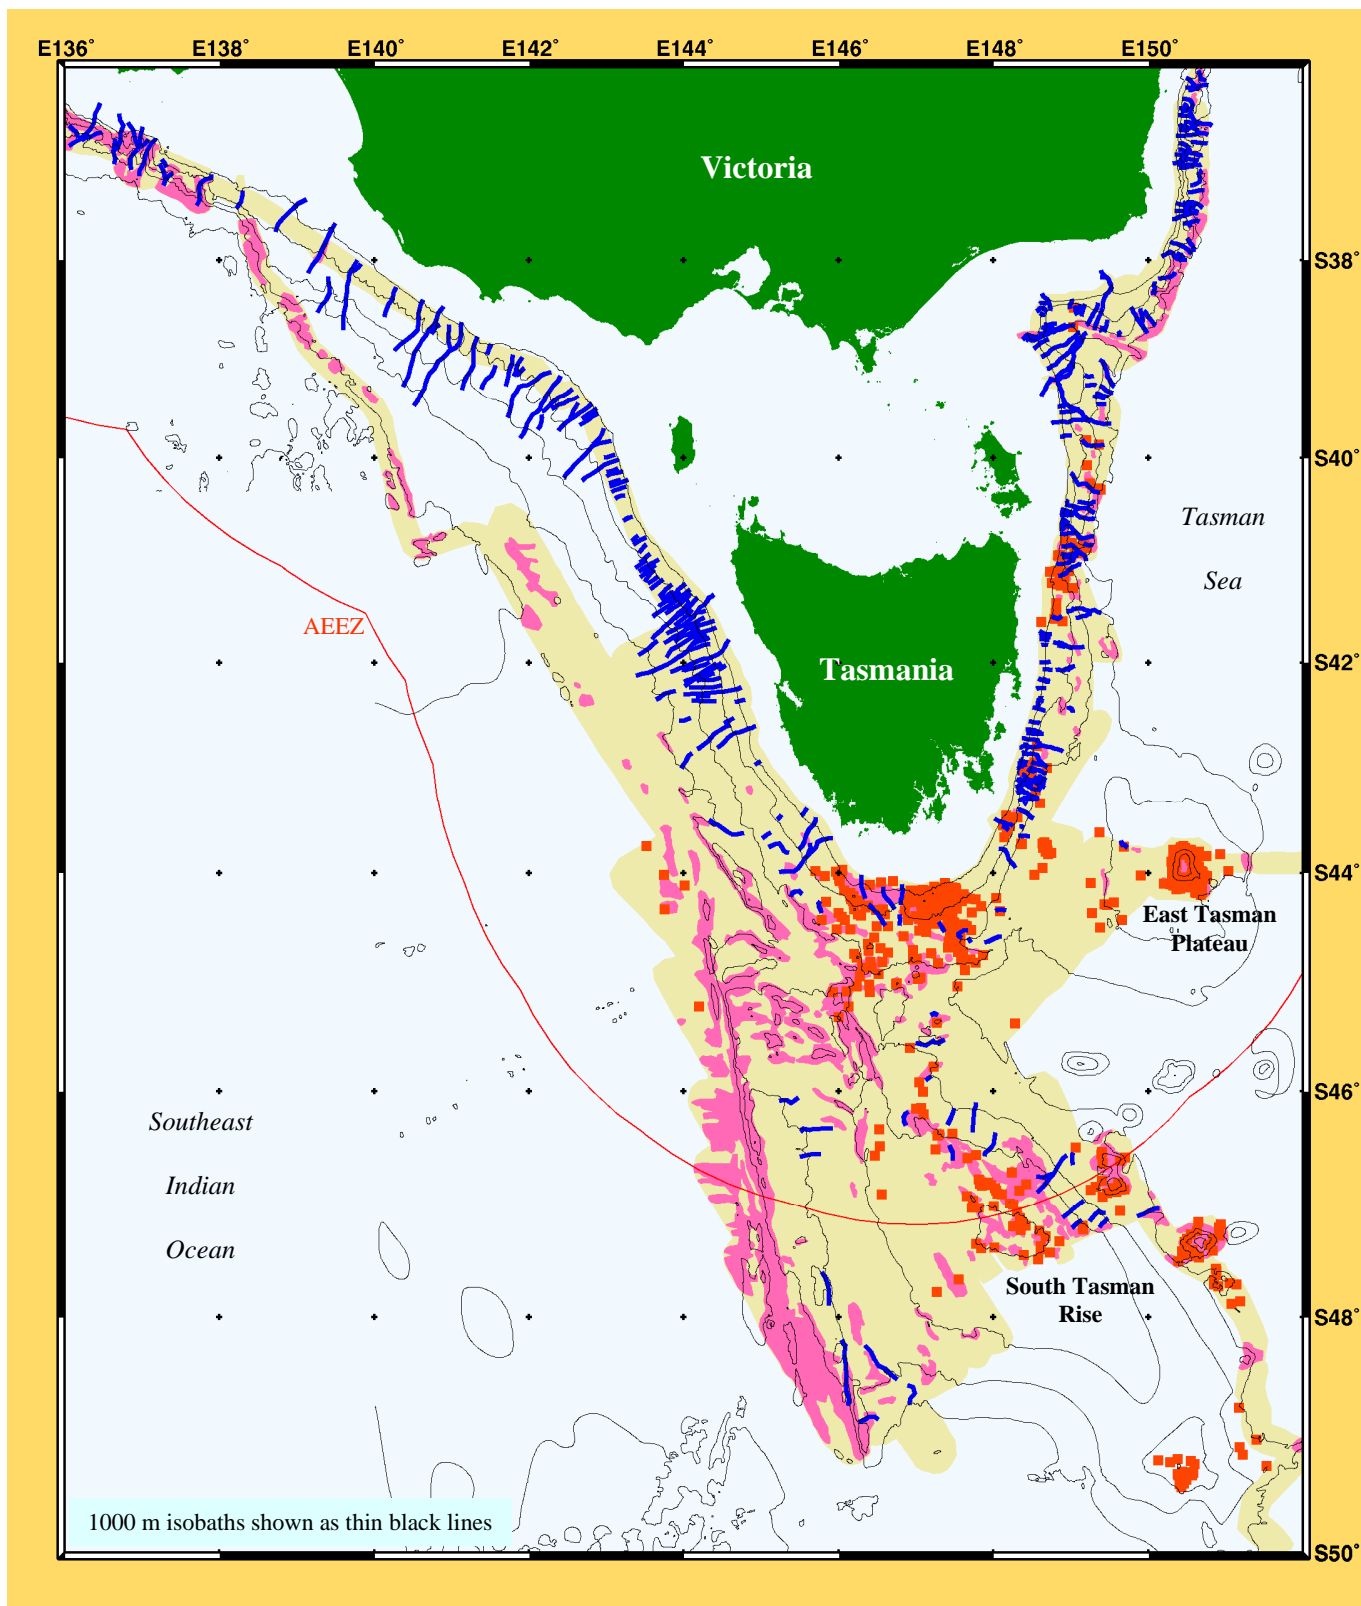 E136° E138° E140° E142° E144° E146° E148° E150°
Victoria
S38°
S40°
Tasman
Sea
AEEZ
S42°
Tasmania
S44°
East Tasman
Plateau
S46°
Southeast
Indian
Ocean
South Tasman
Rise
S48°
1000 m isobaths shown as thin black lines
S50°